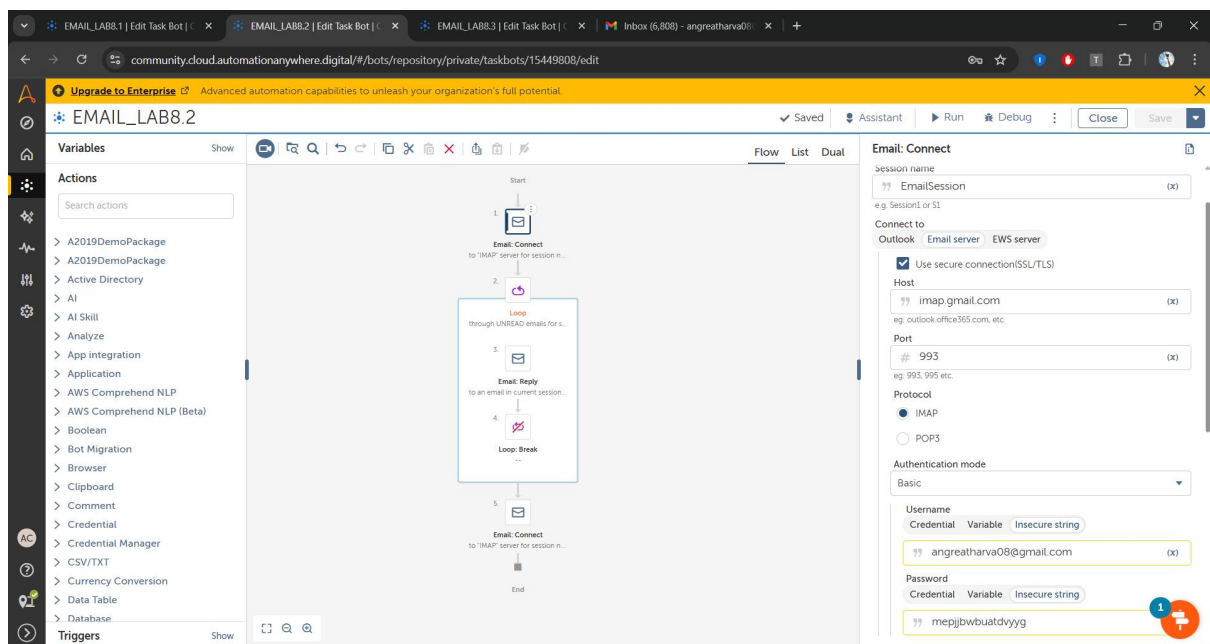 EMAIL_LAB8.1 | Edit Task Bot | C
EMAIL_LAB8.2 | Edit Task Bot | C
EMAIL_LAB8.3 | Edit Task Bot | C
Inbox (6,808) - angreatharva08
community.cloud.automationanywhere.digital/#/bots/repository/private/taskbots/15449808/edit
Upgrade to Enterprise Advanced automation capabilities to unleash your organization's full potential.
EMAIL_LAB8.2
Saved Assistant Run Debug Close Save
Variables Show
Actions
Search actions
A2019DemoPackage
A2019DemoPackage
Active Directory
AI
AI Skill
Analyze
App integration
Application
AWS Comprehend NLP
AWS Comprehend NLP (Beta)
Boolean
Bot Migration
Browser
Clipboard
Comment
Credential
Credential Manager
CSV/TXT
Currency Conversion
Data Table
Database
Triggers Show
AC
Flow List Dual
Start
1.
Email: Connect
to "IMAP" server for session n...
2.
Loop
through UNREAD emails for s...
3.
Email: Reply
to an email in current session...
4.
Loop: Break
--
5.
Email: Connect
to "IMAP" server for session n...
End
Email: Connect
Session name
EmailSession (x)
e.g. Session1 or S1
Connect to
Outlook Email server EWS server
Use secure connection(SSL/TLS)
Host
imap.gmail.com (x)
eg: outlook.office365.com, etc.
Port
# 993 (x)
eg: 993, 995 etc.
Protocol
IMAP
POP3
Authentication mode
Basic
Username
Credential Variable Insecure string
angreatharva08@gmail.com (x)
Password
Credential Variable Insecure string
mepjjbwbuatdvyyg
1